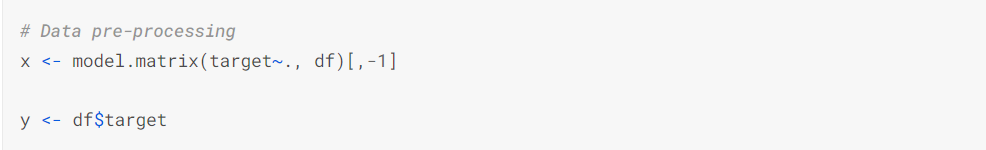 # Data pre-processing
x <- model.matrix(target~., df)[,-1]
y <- df$target